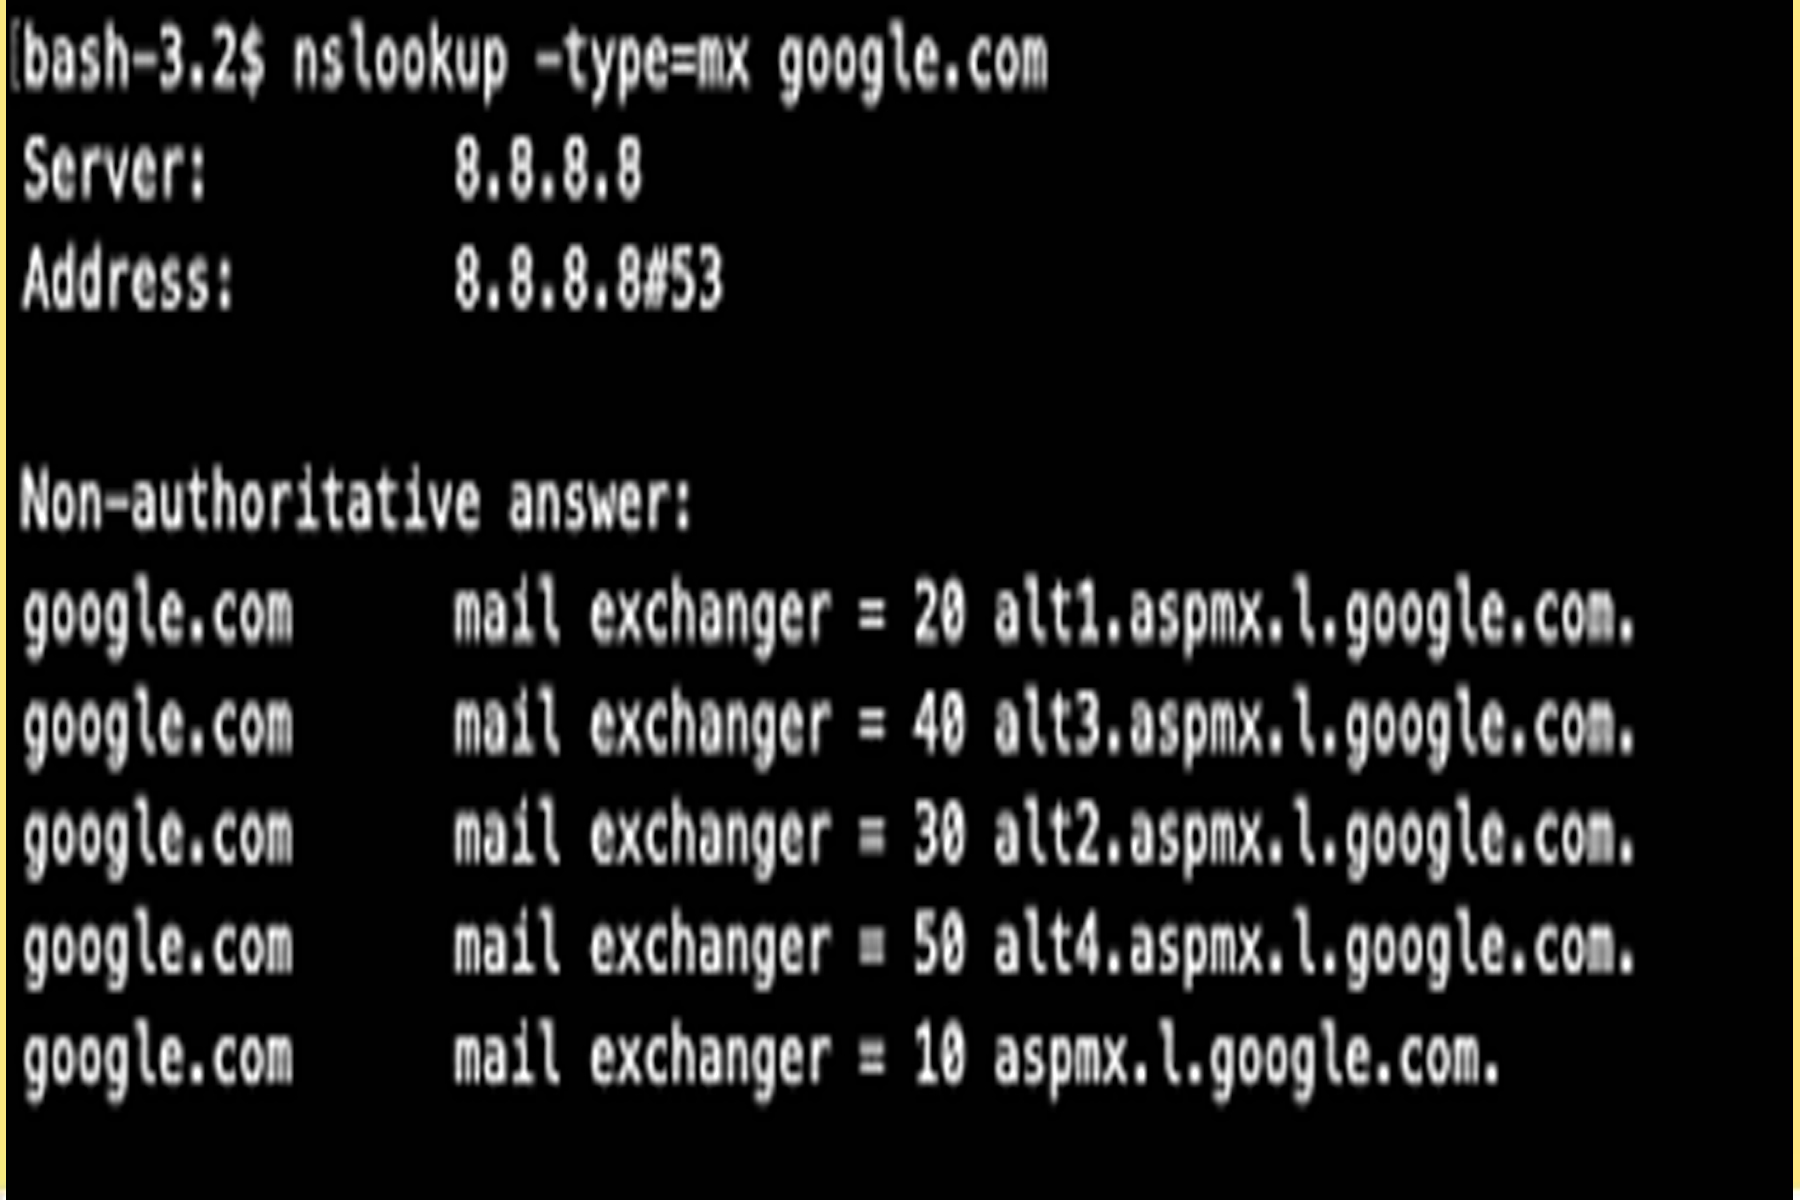 [bash-3.2$ nslookup -type=mx google.com
Server: 8.8.8.8
Address: 8.8.8.8#53
Non-authoritative answer:
google.com mail exchanger = 20 alt1.aspmx.l.google.com.
google.com mail exchanger = 40 alt3.aspmx.l.google.com.
google.com mail exchanger = 30 alt2.aspmx.l.google.com.
google.com mail exchanger = 50 alt4.aspmx.l.google.com.
google.com mail exchanger = 10 aspmx.l.google.com.